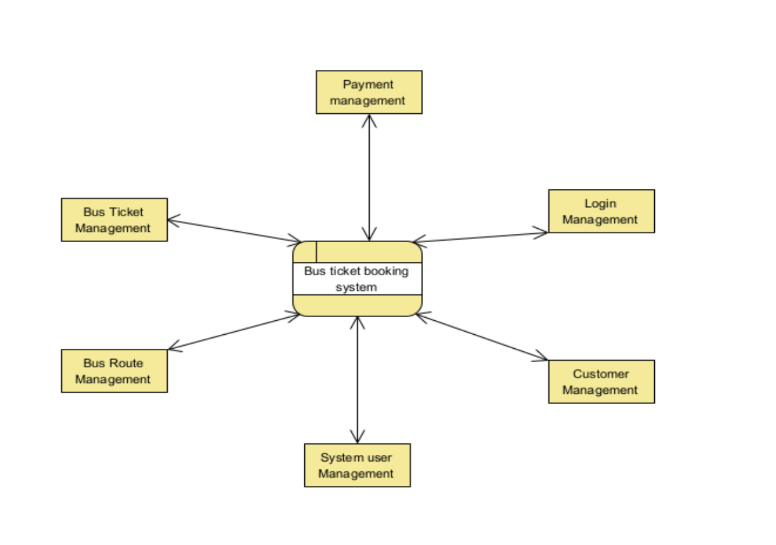 Payment
management
Bus Ticket
Management
Login
Management
Bus ticket booking
system
Bus Route
Management
Customer
Management
System user
Management